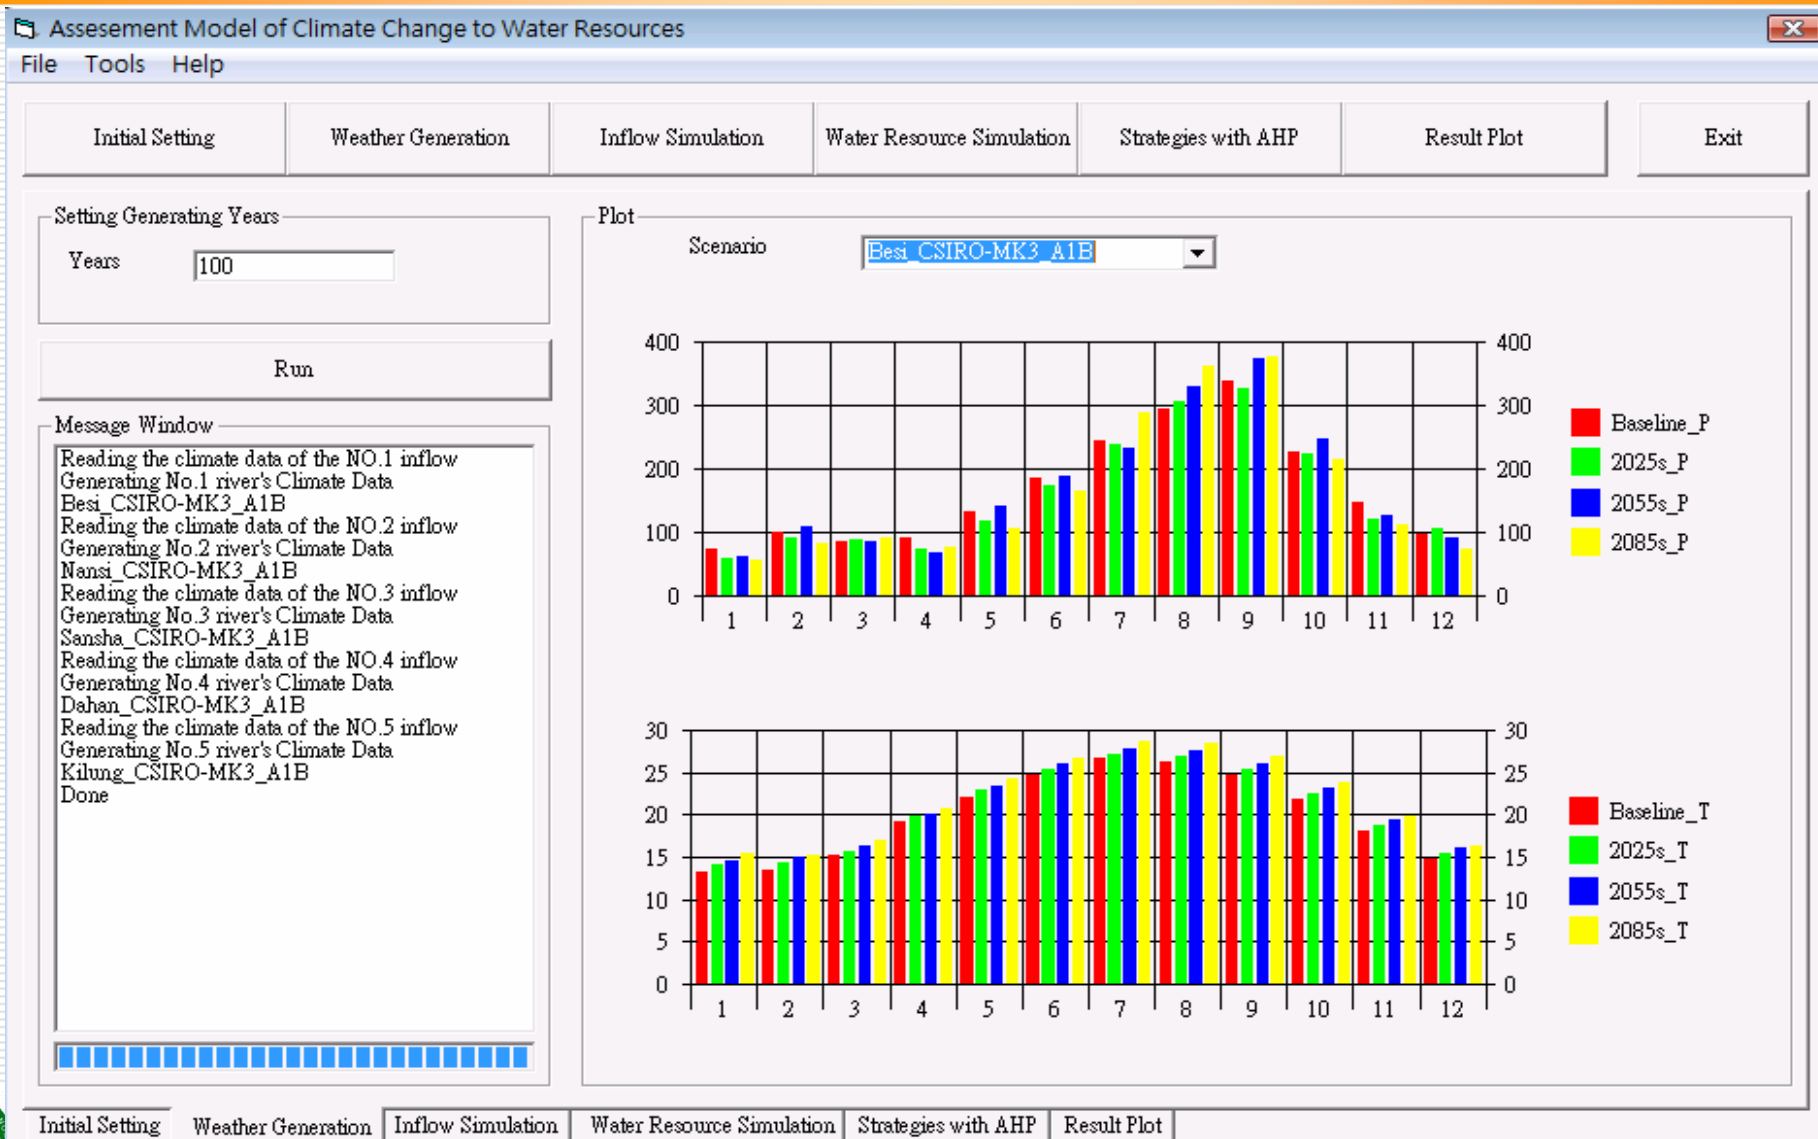 Assesement Model of Climate Change to Water Resources
File Tools Help
Initial Setting Weather Generation Inflow Simulation Water Resource Simulation Strategies with AHP Result Plot Exit
Setting Generating Years
Years 100
Run
Message Window
Reading the climate data of the NO.1 inflow
Generating No.1 river's Climate Data
Besi_CSIRO-MK3_A1B
Reading the climate data of the NO.2 inflow
Generating No.2 river's Climate Data
Nansi_CSIRO-MK3_A1B
Reading the climate data of the NO.3 inflow
Generating No.3 river's Climate Data
Sansha_CSIRO-MK3_A1B
Reading the climate data of the NO.4 inflow
Generating No.4 river's Climate Data
Dahan_CSIRO-MK3_A1B
Reading the climate data of the NO.5 inflow
Generating No.5 river's Climate Data
Kilung_CSIRO-MK3_A1B
Done
Plot
Scenario Besi_CSIRO-MK3_A1B
400 400
300 300
200 200
100 100
0 0
1 2 3 4 5 6 7 8 9 10 11 12
Baseline_P
2025s_P
2055s_P
2085s_P
30 30
25 25
20 20
15 15
10 10
5 5
0 0
1 2 3 4 5 6 7 8 9 10 11 12
Baseline_T
2025s_T
2055s_T
2085s_T
Initial Setting Weather Generation Inflow Simulation Water Resource Simulation Strategies with AHP Result Plot